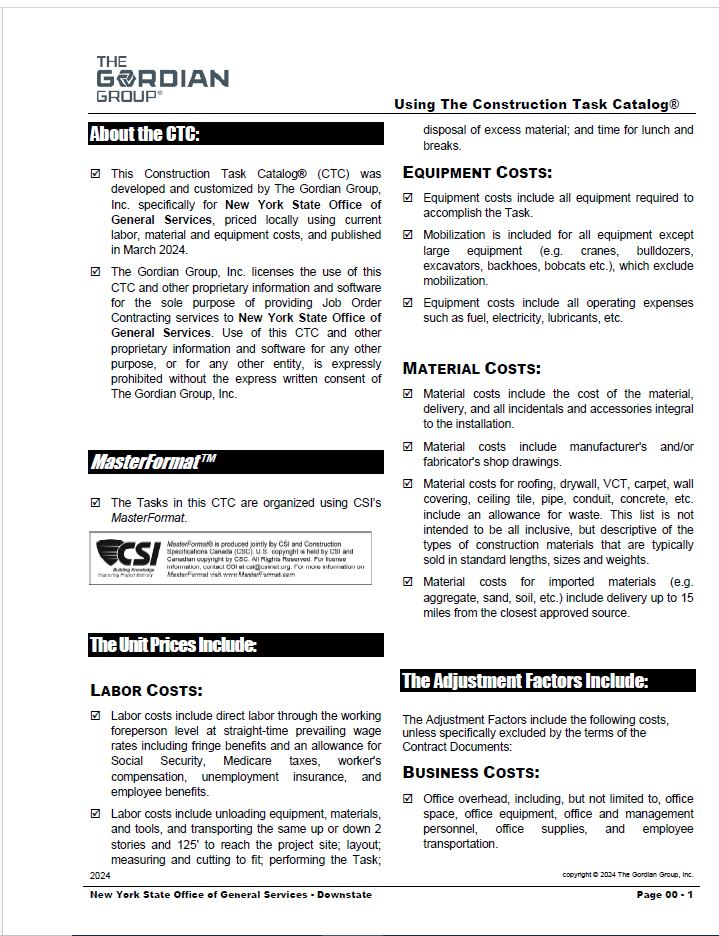 THE
GORDIAN
GROUP®
Using The Construction Task Catalog®
About the CTC:
☑ This Construction Task Catalog® (CTC) was
developed and customized by The Gordian Group,
Inc. specifically for New York State Office of
General Services, priced locally using current
labor, material and equipment costs, and published
in March 2024.
☑ The Gordian Group, Inc. licenses the use of this
CTC and other proprietary information and software
for the sole purpose of providing Job Order
Contracting services to New York State Office of
General Services. Use of this CTC and other
proprietary information and software for any other
purpose, or for any other entity, is expressly
prohibited without the express written consent of
The Gordian Group, Inc.
MasterFormat™
☑ The Tasks in this CTC are organized using CSI's
MasterFormat.
CSI
Building Knowledge
Improving Project Delivery
MasterFormat® is produced jointly by CSI and Construction
Specifications Canada (CSC). U.S. copyright is held by CSI and
Canadian copyright by CSC. All Rights Reserved. For license
information, contact CSI at csi@csinet.org. For more information on
MasterFormat visit www.MasterFormat.com
The Unit Prices Include:
LABOR COSTS:
☑ Labor costs include direct labor through the working
foreperson level at straight-time prevailing wage
rates including fringe benefits and an allowance for
Social Security, Medicare taxes, worker's
compensation, unemployment insurance, and
employee benefits.
☑ Labor costs include unloading equipment, materials,
and tools, and transporting the same up or down 2
stories and 125' to reach the project site; layout;
measuring and cutting to fit; performing the Task;
disposal of excess material; and time for lunch and
breaks.
EQUIPMENT COSTS:
☑ Equipment costs include all equipment required to
accomplish the Task.
☑ Mobilization is included for all equipment except
large equipment (e.g. cranes, bulldozers,
excavators, backhoes, bobcats etc.), which exclude
mobilization.
☑ Equipment costs include all operating expenses
such as fuel, electricity, lubricants, etc.
MATERIAL COSTS:
☑ Material costs include the cost of the material,
delivery, and all incidentals and accessories integral
to the installation.
☑ Material costs include manufacturer's and/or
fabricator's shop drawings.
☑ Material costs for roofing, drywall, VCT, carpet, wall
covering, ceiling tile, pipe, conduit, concrete, etc.
include an allowance for waste. This list is not
intended to be all inclusive, but descriptive of the
types of construction materials that are typically
sold in standard lengths, sizes and weights.
☑ Material costs for imported materials (e.g.
aggregate, sand, soil, etc.) include delivery up to 15
miles from the closest approved source.
The Adjustment Factors Include:
The Adjustment Factors include the following costs,
unless specifically excluded by the terms of the
Contract Documents:
BUSINESS COSTS:
☑ Office overhead, including, but not limited to, office
space, office equipment, office and management
personnel, office supplies, and employee
transportation.
2024
copyright © 2024 The Gordian Group, Inc.
New York State Office of General Services - Downstate
Page 00 - 1